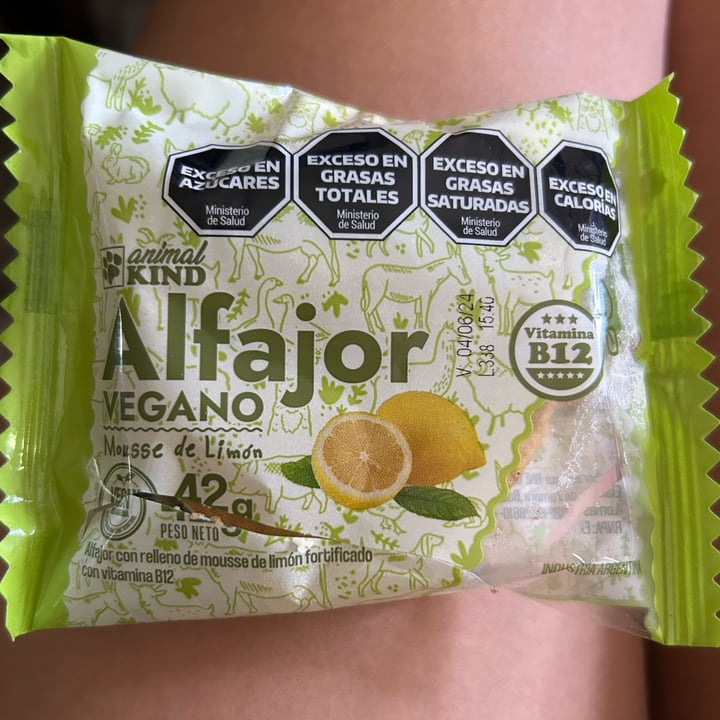 EXCESO EN
AZÚCARES
Ministerio
de Salud
EXCESO EN
GRASAS
TOTALES
Ministerio
de Salud
EXCESO EN
GRASAS
SATURADAS
Ministerio
de Salud
EXCESO EN
CALORÍAS
Ministerio
de Salud
animal
KIND
Alfajor
VEGANO
Mousse de Limón
V: 04/06/24
L338 15:40
★★★
Vitamina
B12
★★★★★
42g
PESO NETO
Alfajor con relleno de mousse de limón fortificado
con vitamina B12
INDUSTRIA ARGENTINA